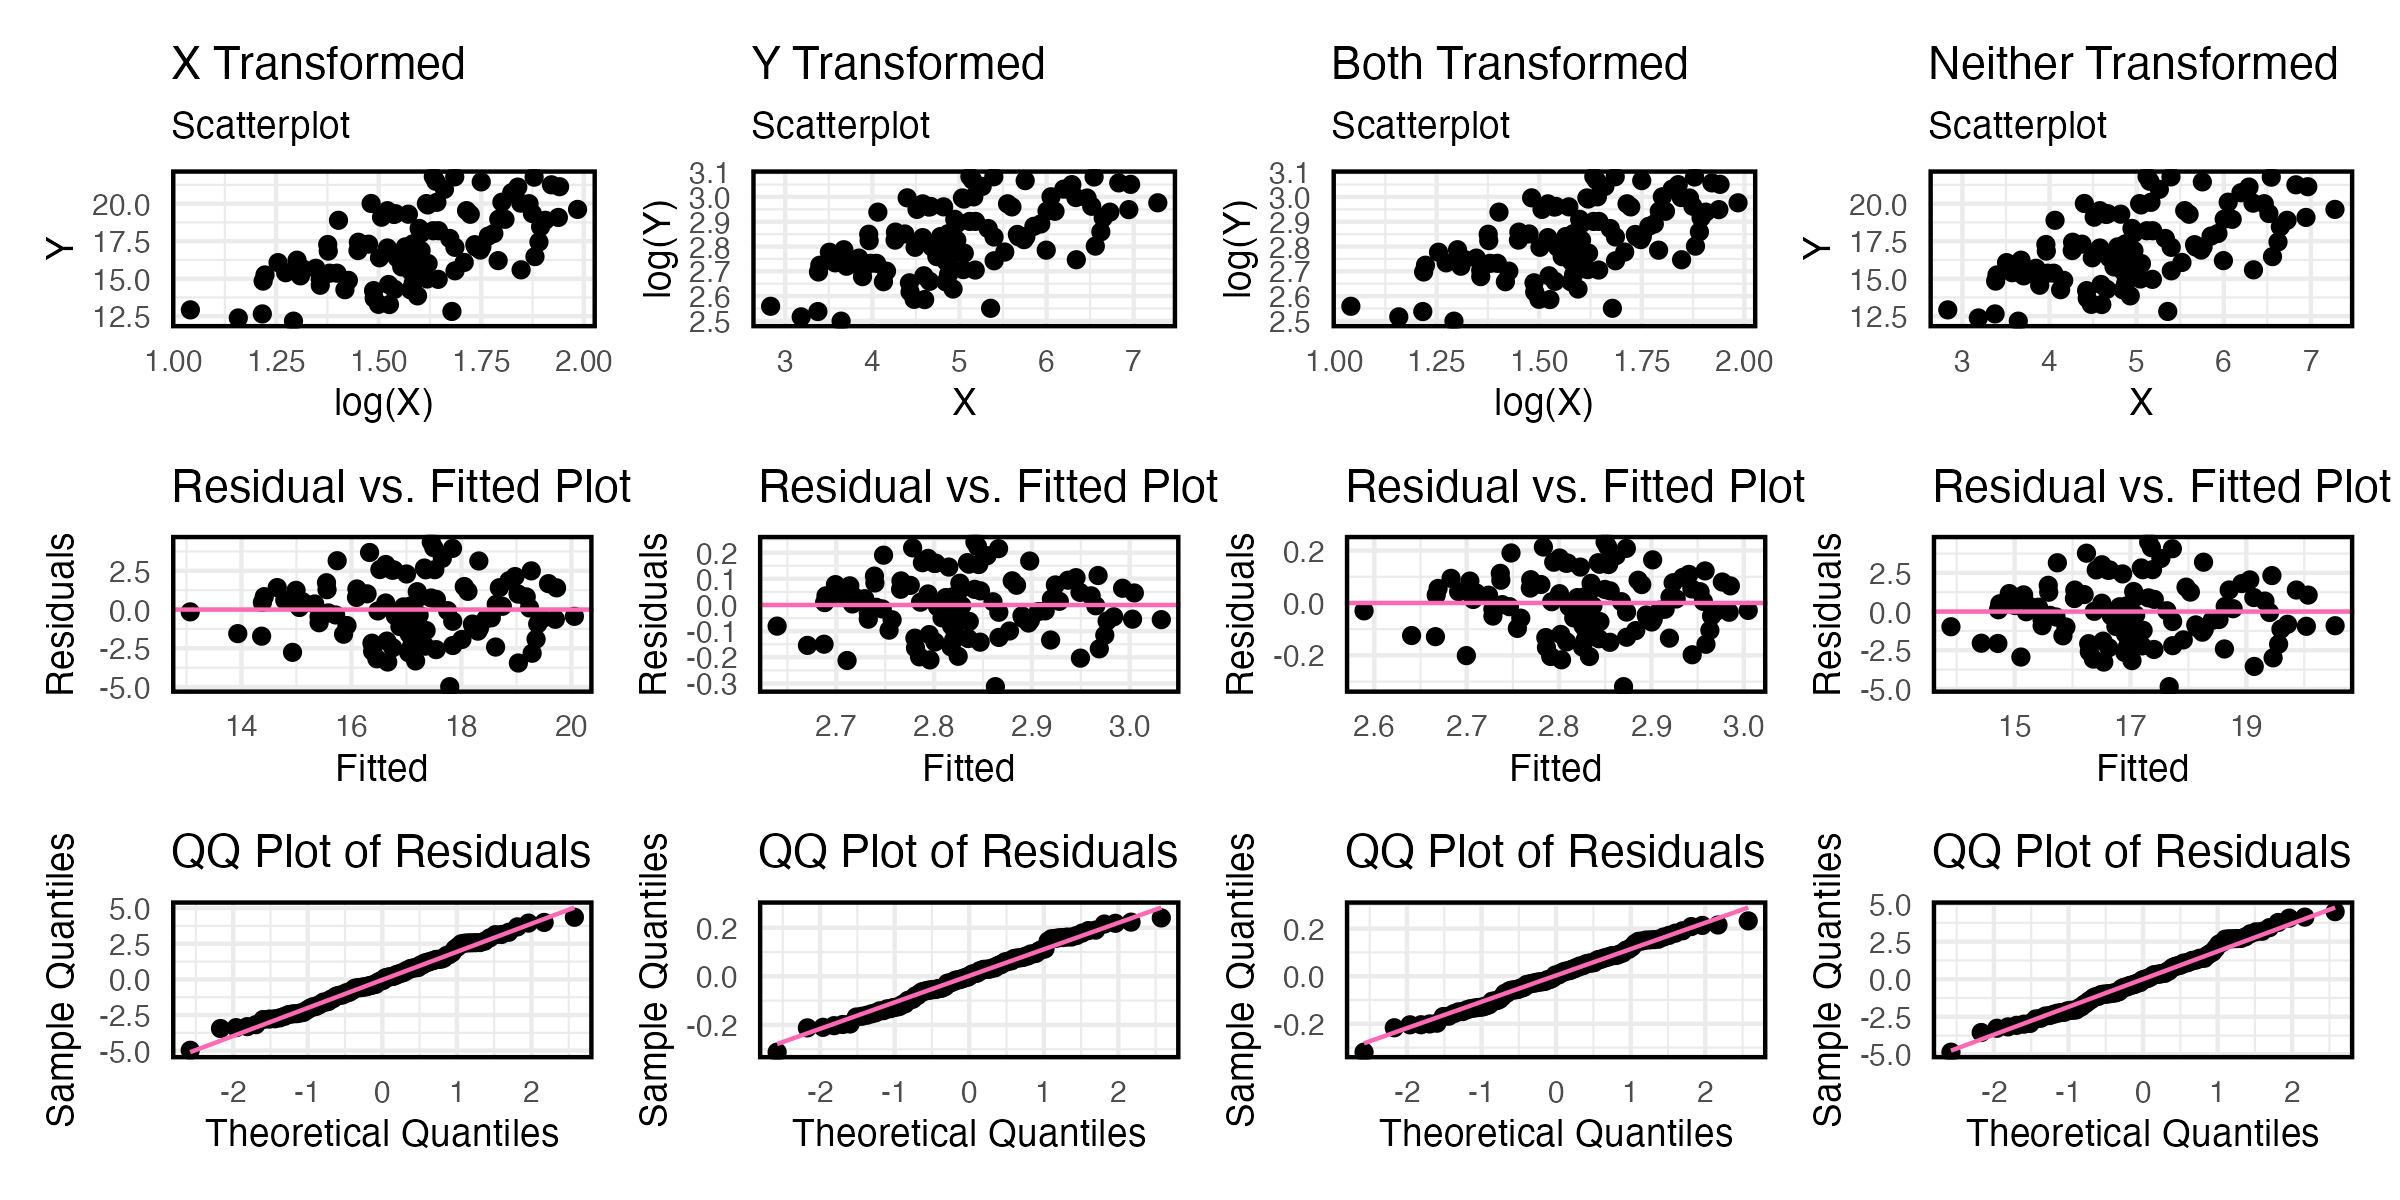 X Transformed
Y Transformed
Both Transformed
Neither Transformed
Scatterplot
Scatterplot
Scatterplot
Scatterplot
Y
20.0
17.5
15.0
12.5
1.00 1.25 1.50 1.75 2.00
log(X)
log(Y)
3.1
3.0
2.9
2.8
2.7
2.6
2.5
3 4 5 6 7
X
log(Y)
3.1
3.0
2.9
2.8
2.7
2.6
2.5
1.00 1.25 1.50 1.75 2.00
log(X)
Y
20.0
17.5
15.0
12.5
3 4 5 6 7
X
Residual vs. Fitted Plot
Residuals
2.5
0.0
-2.5
-5.0
14 16 18 20
Fitted
Residual vs. Fitted Plot
Residuals
0.2
0.1
0.0
-0.1
-0.2
-0.3
2.7 2.8 2.9 3.0
Fitted
Residual vs. Fitted Plot
Residuals
0.2
0.0
-0.2
2.6 2.7 2.8 2.9 3.0
Fitted
Residual vs. Fitted Plot
Residuals
2.5
0.0
-2.5
-5.0
15 17 19
Fitted
QQ Plot of Residuals
Sample Quantiles
5.0
2.5
0.0
-2.5
-5.0
-2 -1 0 1 2
Theoretical Quantiles
QQ Plot of Residuals
Sample Quantiles
0.2
0.0
-0.2
-2 -1 0 1 2
Theoretical Quantiles
QQ Plot of Residuals
Sample Quantiles
0.2
0.0
-0.2
-2 -1 0 1 2
Theoretical Quantiles
QQ Plot of Residuals
Sample Quantiles
5.0
2.5
0.0
-2.5
-5.0
-2 -1 0 1 2
Theoretical Quantiles